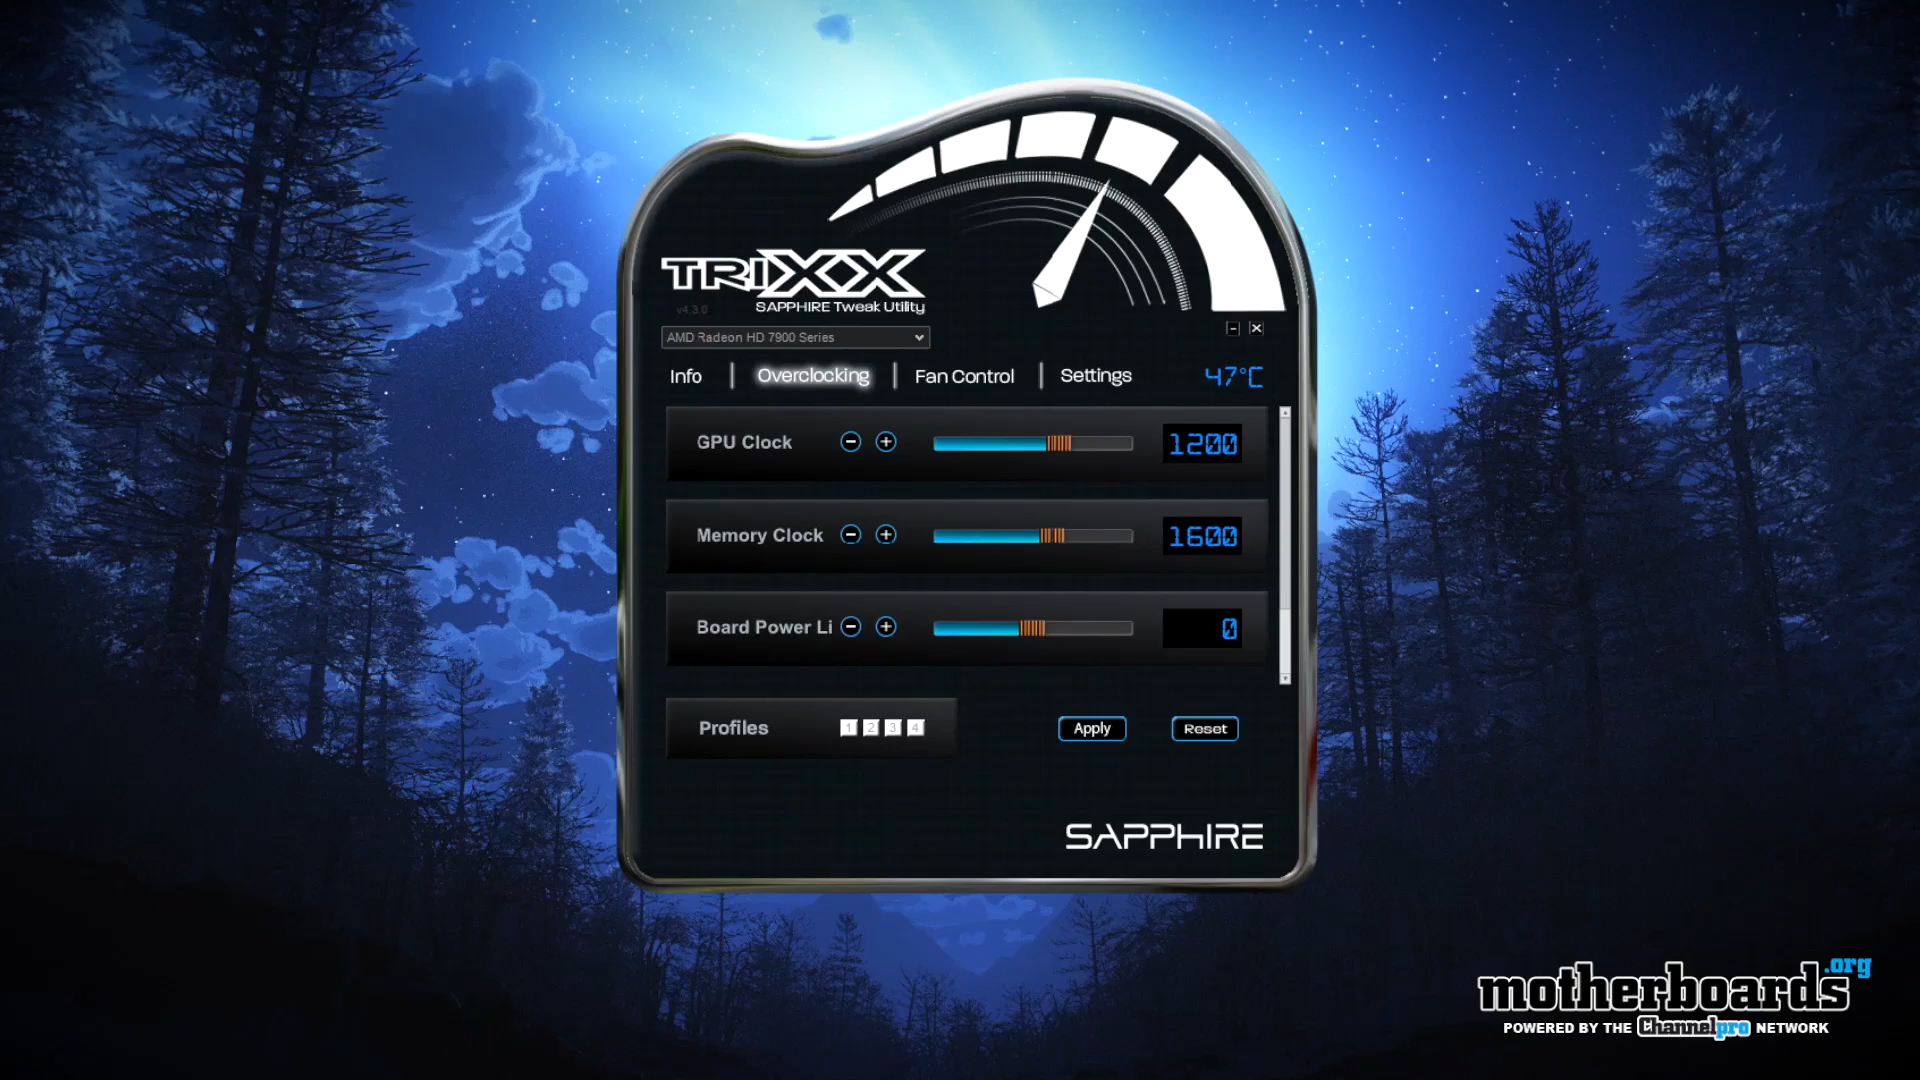 TRIXX
v4.3.0
SAPPHIRE Tweak Utility
AMD Radeon HD 7900 Series
Info | Overclocking | Fan Control | Settings 47°C
GPU Clock 1200
Memory Clock 1600
Board Power Li 0
Profiles 1 2 3 4 Apply Reset
SAPPHIRE
motherboards.org
POWERED BY THE Channelpro NETWORK